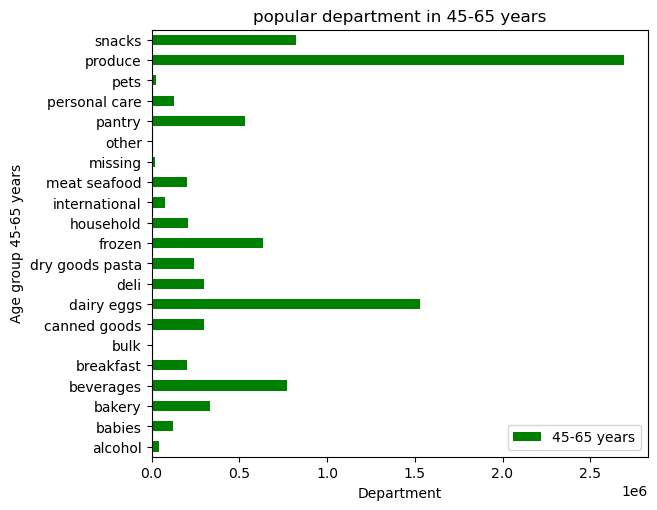 popular department in 45-65 years
Age group 45-65 years
snacks
produce
pets
personal care
pantry
other
missing
meat seafood
international
household
frozen
dry goods pasta
deli
dairy eggs
canned goods
bulk
breakfast
beverages
bakery
babies
alcohol
45-65 years
0.0 0.5 1.0 1.5 2.0 2.5
1e6
Department